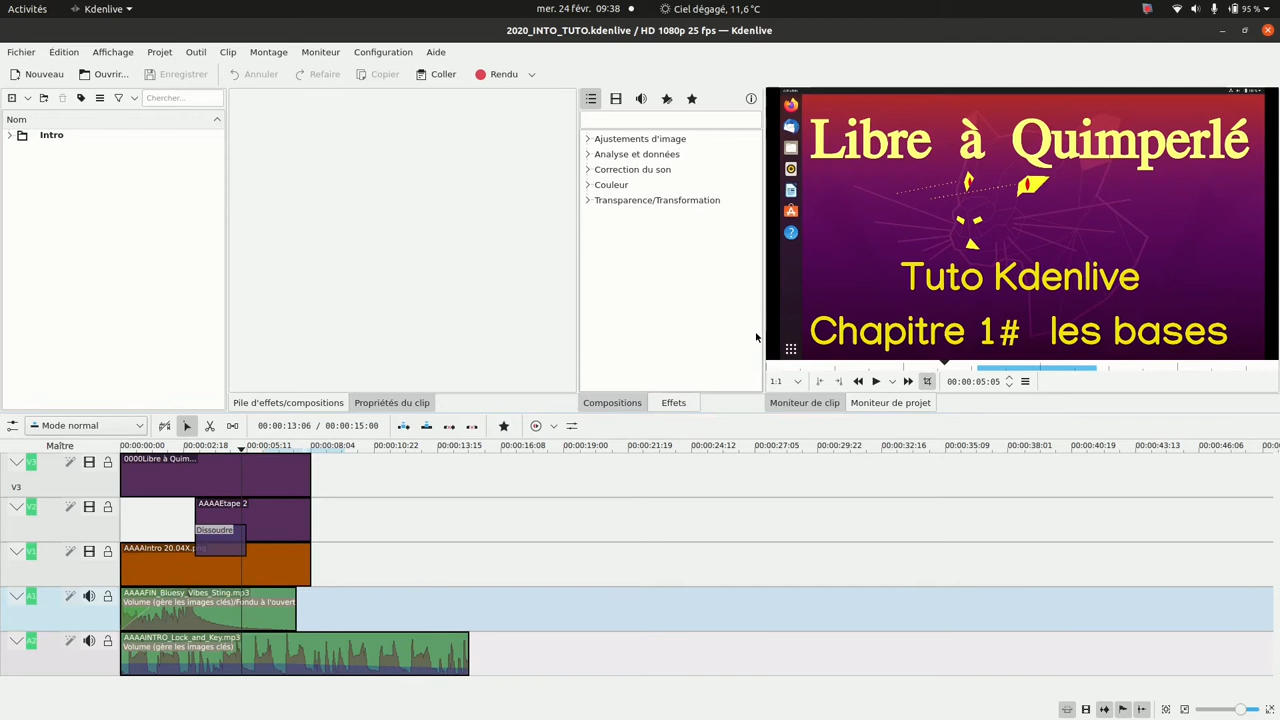 Activités Kdenlive mer. 24 févr. 09:38 Ciel dégagé, 11,6 °C 95 %
2020_INTO_TUTO.kdenlive / HD 1080p 25 fps — Kdenlive
Fichier Édition Affichage Projet Outil Clip Montage Moniteur Configuration Aide
Nouveau Ouvrir... Enregistrer Annuler Refaire Copier Coller Rendu
Chercher...
Nom
Intro
Ajustements d'image
Analyse et données
Correction du son
Couleur
Transparence/Transformation
Libre à Quimperlé
Tuto Kdenlive
Chapitre 1# les bases
1:1 00:00:05:05
Pile d'effets/compositions Propriétés du clip Compositions Effets Moniteur de clip Moniteur de projet
Mode normal 00:00:13:06 / 00:00:15:00
Maître 00:00:00:00 00:00:02:18 00:00:05:11 00:00:08:04 00:00:10:22 00:00:13:15 00:00:16:08 00:00:19:00 00:00:21:19 00:00:24:12 00:00:27:05 00:00:29:22 00:00:32:16 00:00:35:09 00:00:38:01 00:00:40:19 00:00:43:13 00:00:46:06 00:00
V3 0000Libre à Quim...
V3
V2 AAAAEtape 2
Dissoudre
V1 AAAAIntro 20.04X.png
A1 AAAAFIN_Bluesy_Vibes_Sting.mp3
Volume (gère les images clés)/Fondu à l'ouvert
A2 AAAAINTRO_Lock_and_Key.mp3
Volume (gère les images clés)